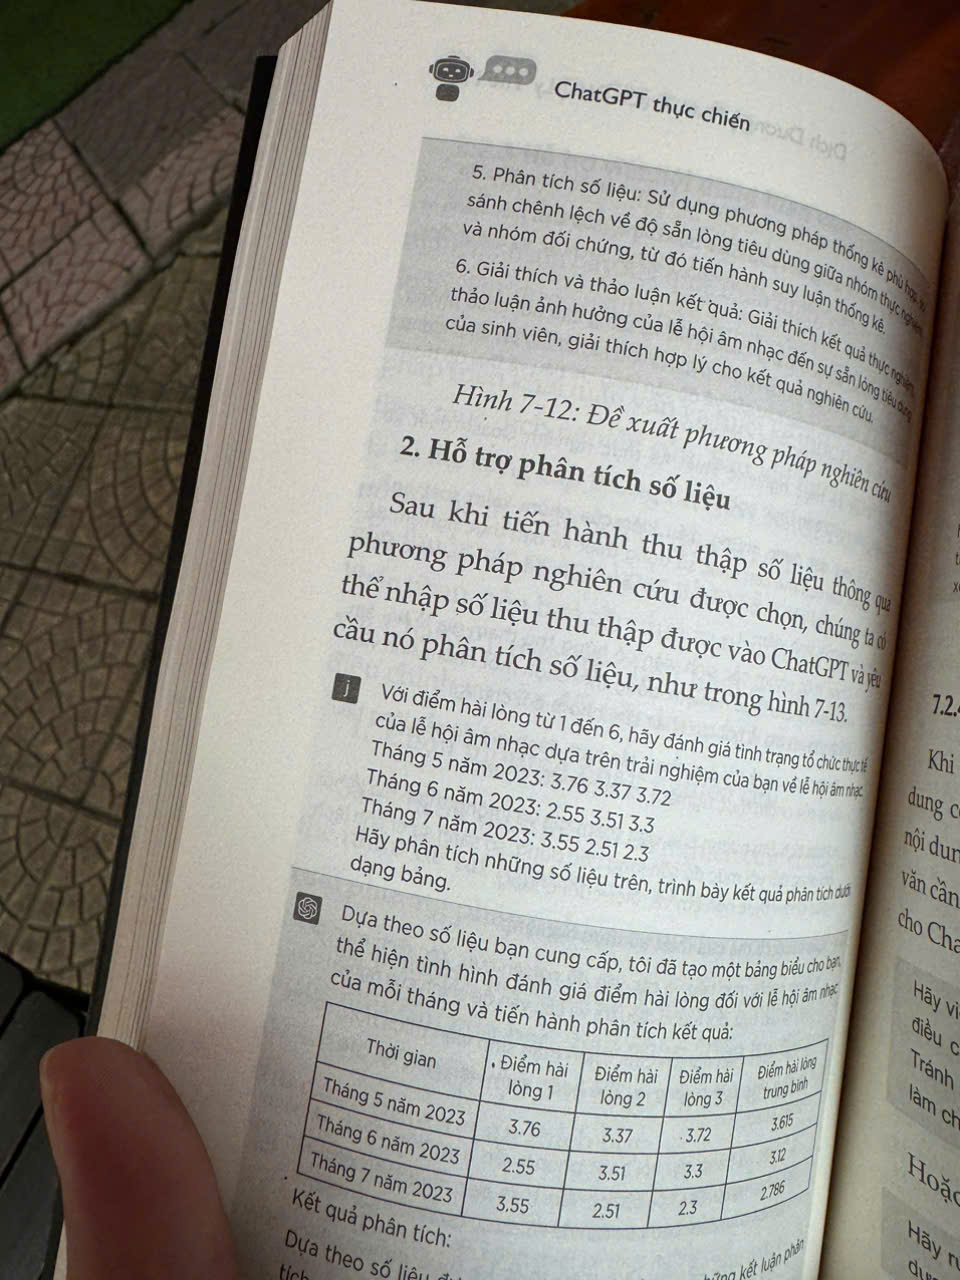 ChatGPT thực chiến
5. Phân tích số liệu: Sử dụng phương pháp thống kê phù hợp, so
sánh chênh lệch về độ sẵn lòng tiêu dùng giữa nhóm thực nghiệm
và nhóm đối chứng, từ đó tiến hành suy luận thống kê.
6. Giải thích và thảo luận kết quả: Giải thích kết quả thực nghiệm,
thảo luận ảnh hưởng của lễ hội âm nhạc đến sự sẵn lòng tiêu dùng
của sinh viên, giải thích hợp lý cho kết quả nghiên cứu.
Hình 7-12: Đề xuất phương pháp nghiên cứu
2. Hỗ trợ phân tích số liệu
Sau khi tiến hành thu thập số liệu thông qua
phương pháp nghiên cứu được chọn, chúng ta có
thể nhập số liệu thu thập được vào ChatGPT và yêu
cầu nó phân tích số liệu, như trong hình 7-13.
j Với điểm hài lòng từ 1 đến 6, hãy đánh giá tình trạng tổ chức thực tế
của lễ hội âm nhạc dựa trên trải nghiệm của bạn về lễ hội âm nhạc.
Tháng 5 năm 2023: 3.76 3.37 3.72
Tháng 6 năm 2023: 2.55 3.51 3.3
Tháng 7 năm 2023: 3.55 2.51 2.3
Hãy phân tích những số liệu trên, trình bày kết quả phân tích dưới
dạng bảng.
Dựa theo số liệu bạn cung cấp, tôi đã tạo một bảng biểu cho bạn,
thể hiện tình hình đánh giá điểm hài lòng đối với lễ hội âm nhạc
của mỗi tháng và tiến hành phân tích kết quả:
Thời gian Điểm hài lòng 1 Điểm hài lòng 2 Điểm hài lòng 3 Điểm hài lòng trung bình
Tháng 5 năm 2023 3.76 3.37 3.72 3.615
Tháng 6 năm 2023 2.55 3.51 3.3 3.12
Tháng 7 năm 2023 3.55 2.51 2.3 2.786
Kết quả phân tích:
Dựa theo số liệu kết luận phân
7.2.
Khi
dung
nội
văn cần
cho
Hãy
điều
Tránh
làm
Hãy